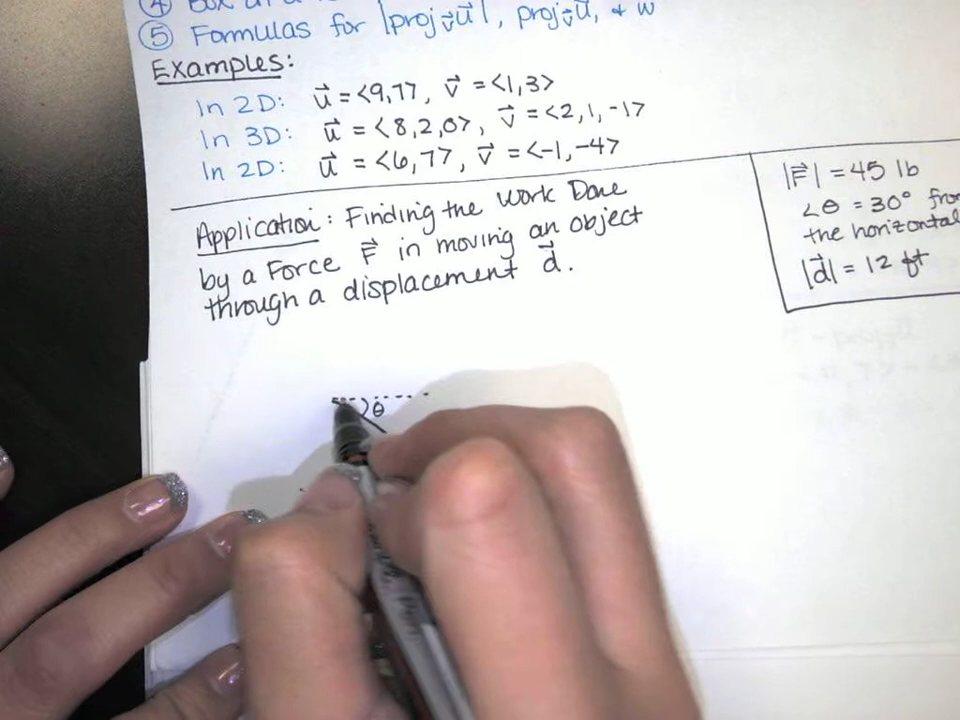 ④ Box
⑤ Formulas for |proj_v⃗ u⃗|, proj_v⃗ u⃗, + w
Examples:
In 2D: u⃗ = <9,7>, v⃗ = <1,3>
In 3D: u⃗ = <8,2,0>, v⃗ = <2,1,-1>
In 2D: u⃗ = <6,7>, v⃗ = <-1,-4>
Application: Finding the Work Done
by a Force F⃗ in moving an object
through a displacement d⃗.
|F⃗| = 45 lb
∠θ = 30° from
the horizontal
|d⃗| = 12 ft
θ